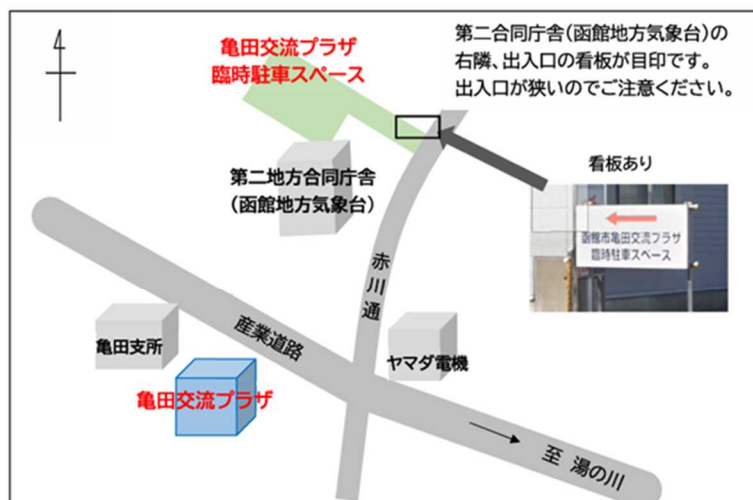 亀田交流プラザ
臨時駐車スペース
第二合同庁舎(函館地方気象台)の
右隣、出入口の看板が目印です。
出入口が狭いのでご注意ください。
看板あり
函館市亀田交流プラザ
臨時駐車スペース
第二地方合同庁舎
(函館地方気象台)
赤川通
亀田支所
産業道路
ヤマダ電機
亀田交流プラザ
至 湯の川